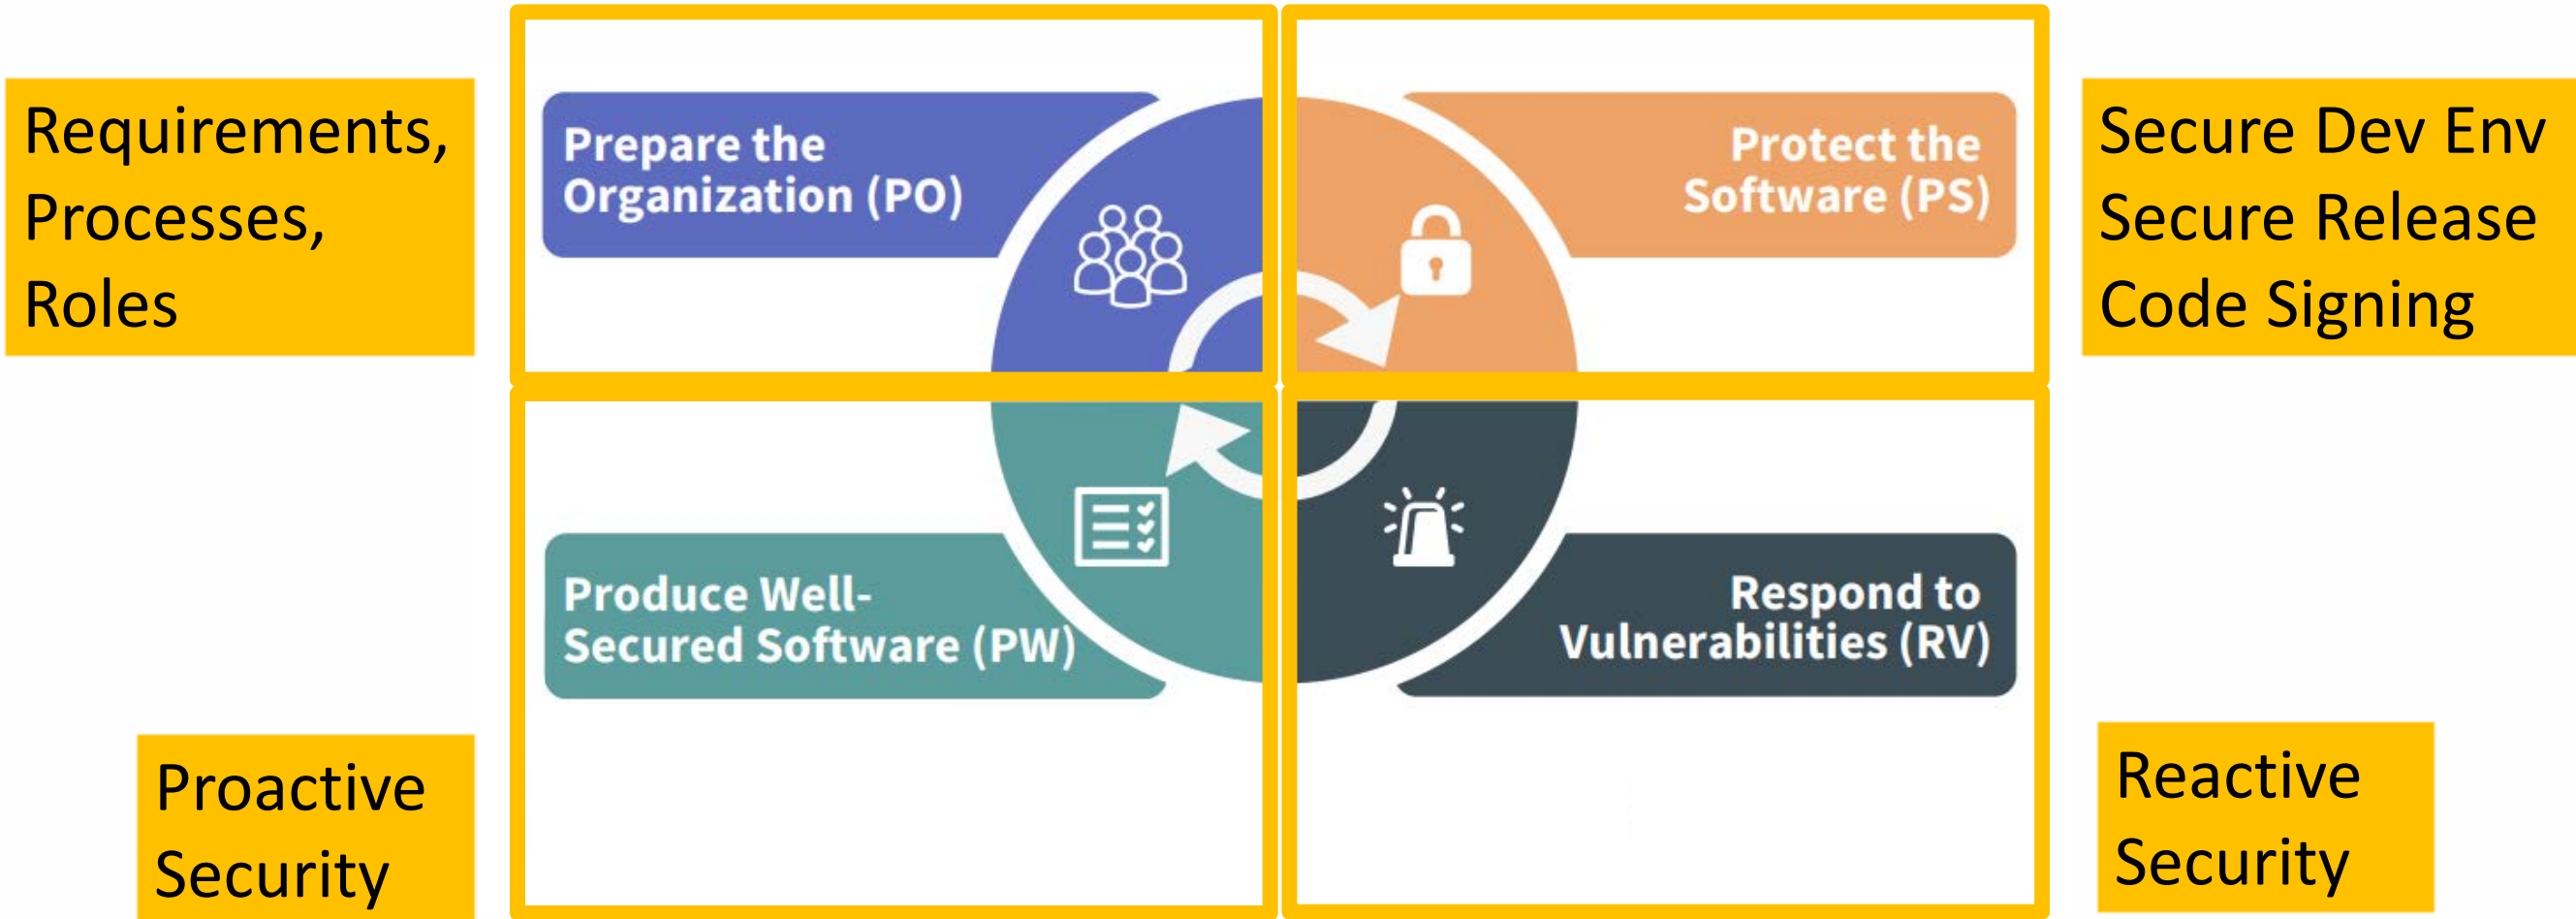 Requirements,
Processes,
Roles
Prepare the
Organization (PO)
Protect the
Software (PS)
Secure Dev Env
Secure Release
Code Signing
Produce Well-
Secured Software (PW)
Respond to
Vulnerabilities (RV)
Proactive
Security
Reactive
Security